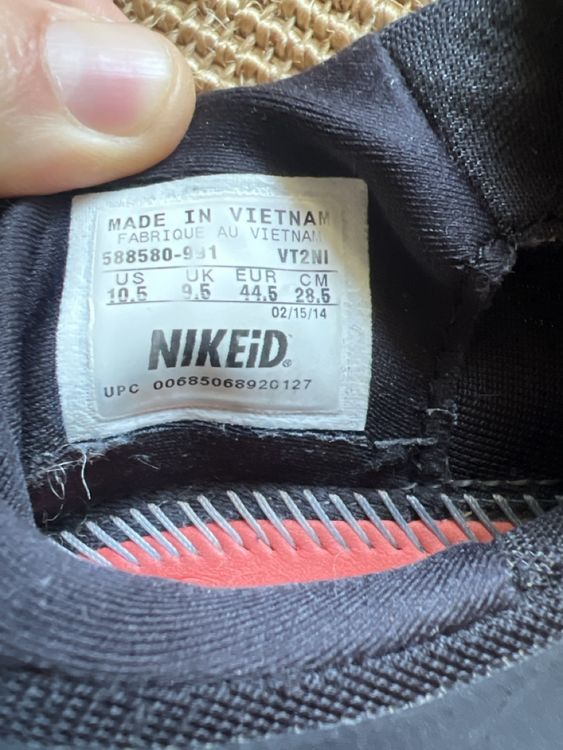 MADE IN VIETNAM
FABRIQUE AU VIETNAM
588580-991 VT2NI
US UK EUR CM
10.5 9.5 44.5 28.5
02/15/14
NIKEiD®
UPC 00685068920127